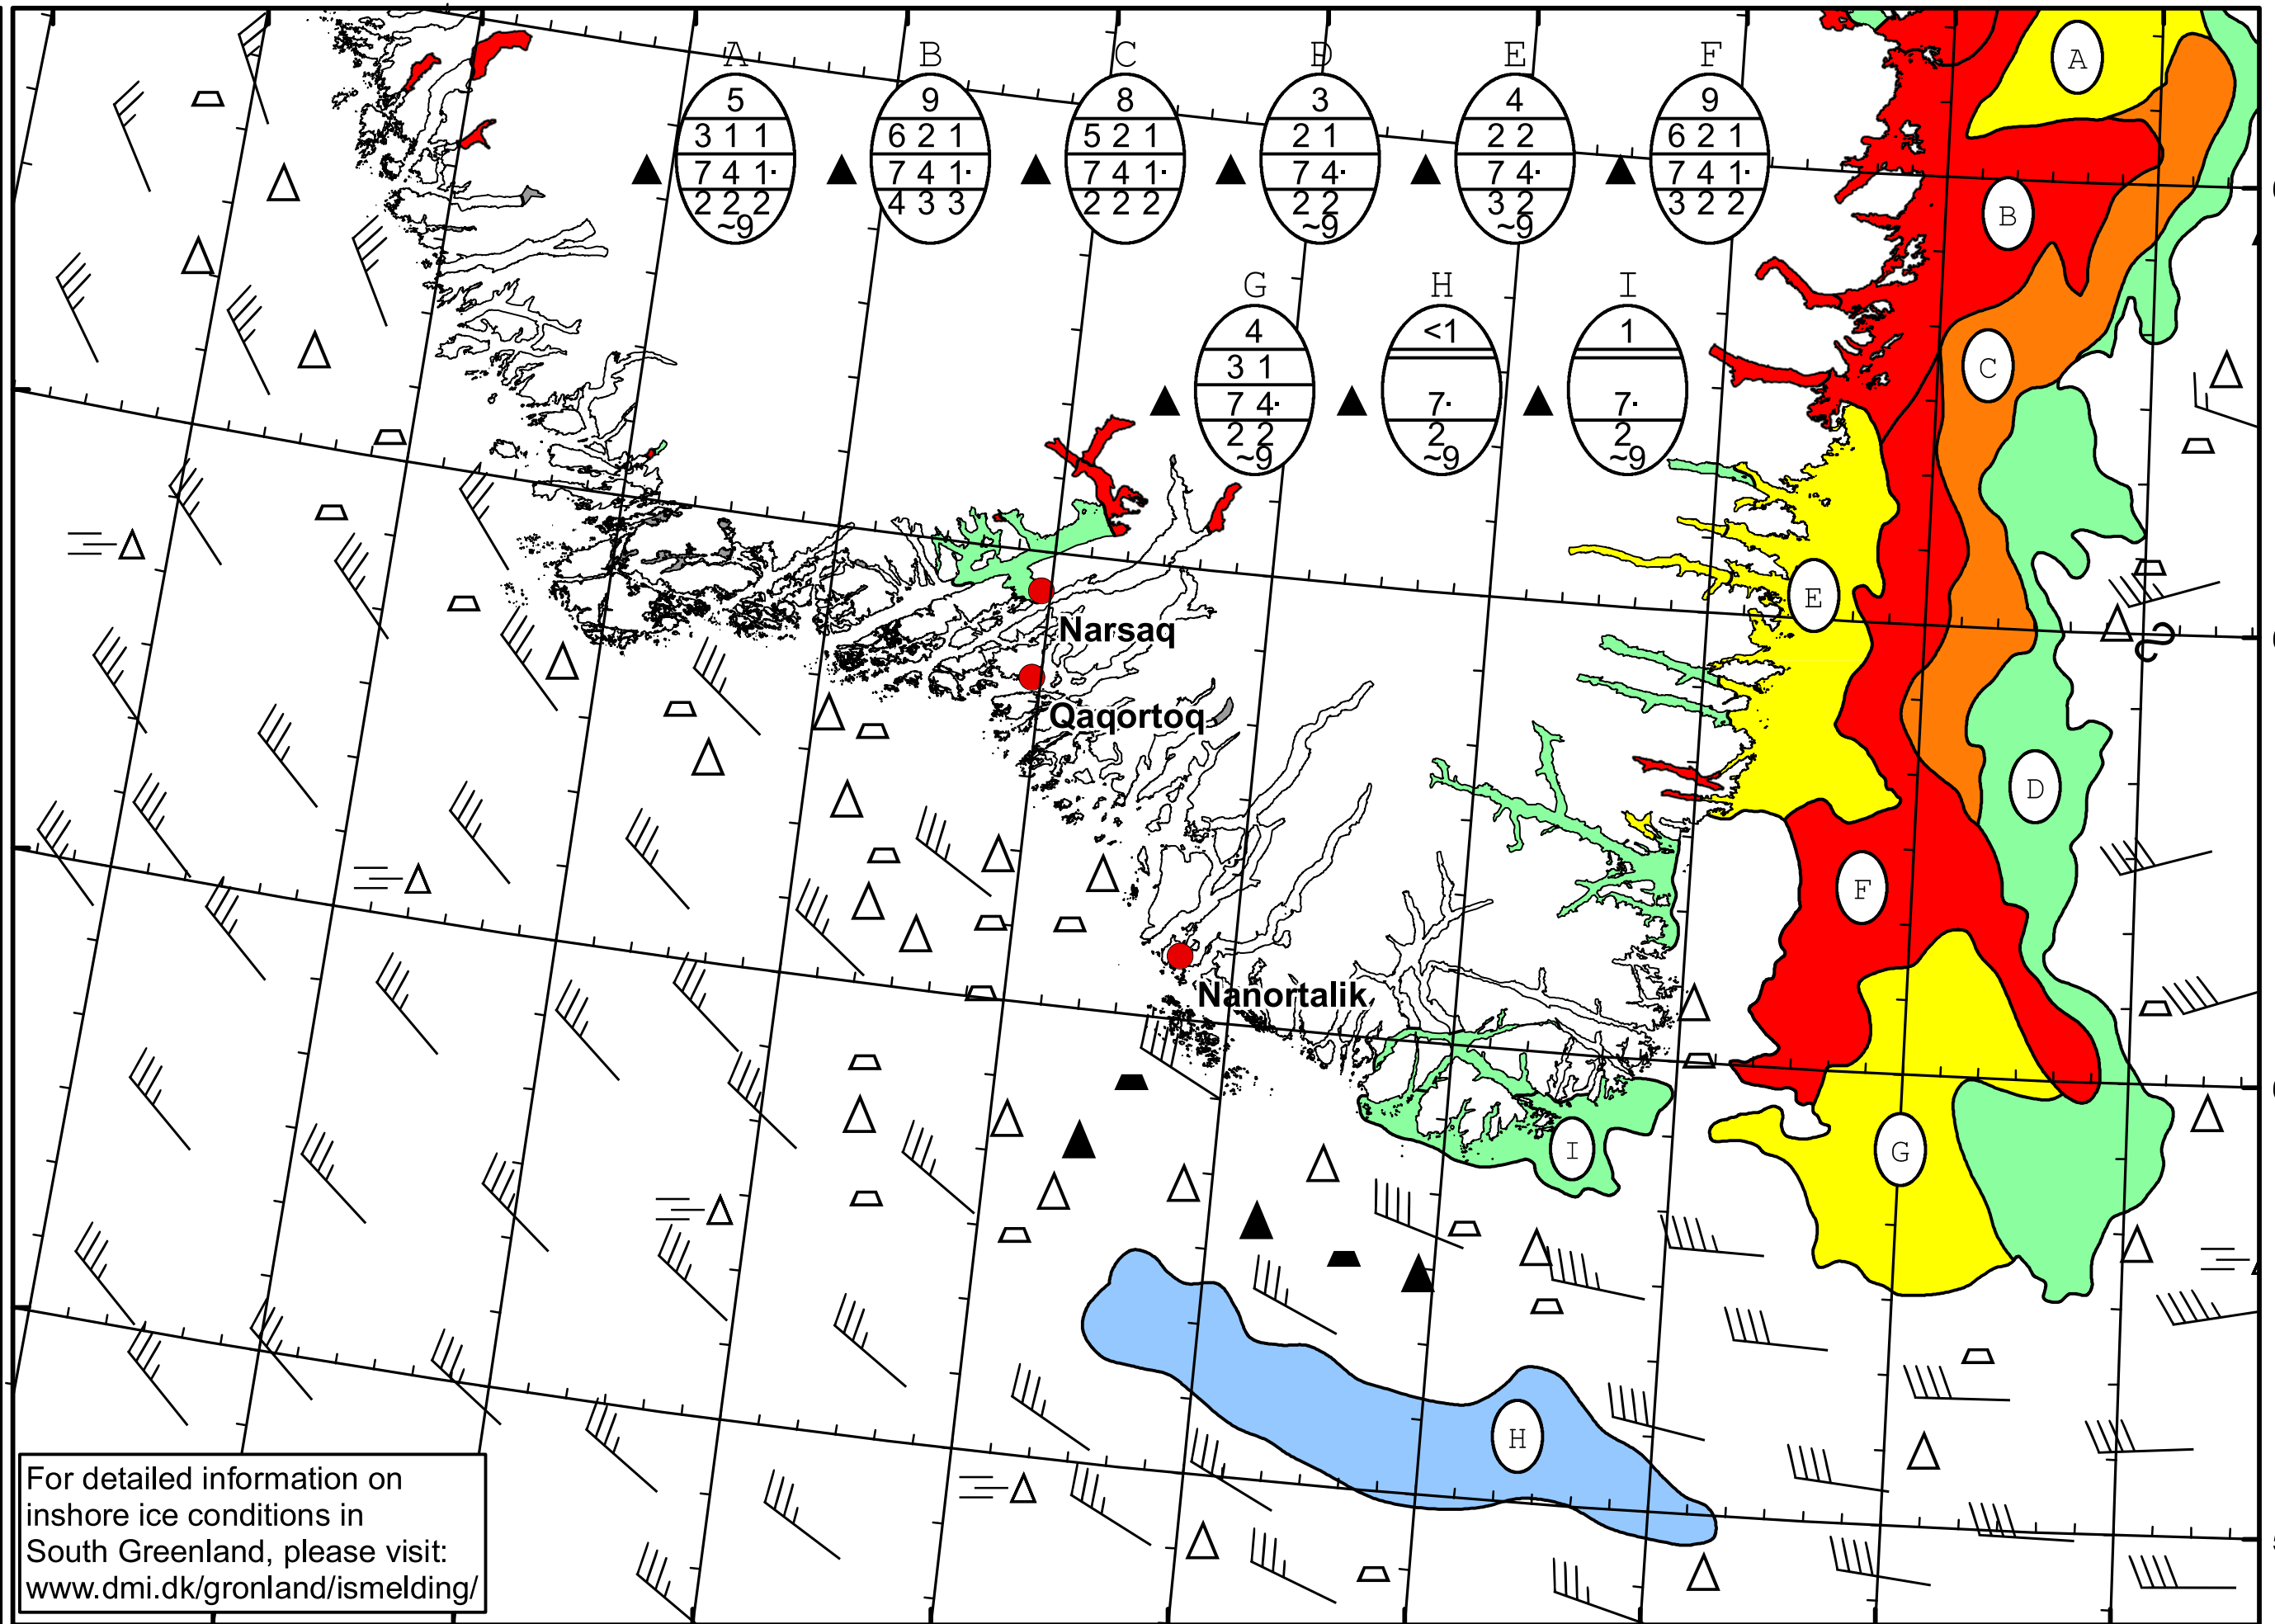 A B C D E F
5
3 1 1
7 4 1·
2 2 2
~9
9
6 2 1
7 4 1·
4 3 3
8
5 2 1
7 4 1·
2 2 2
3
2 1
7 4·
2 2
~9
4
2 2
7 4·
3 2
~9
9
6 2 1
7 4 1·
3 2 2
G H I
4
3 1
7 4·
2 2
~9
<1
7·
2
~9
1
7·
2
~9
A
B
C
E
D
F
G
I
H
Narsaq
Qaqortoq
Nanortalik
For detailed information on
inshore ice conditions in
South Greenland, please visit:
www.dmi.dk/gronland/ismelding/